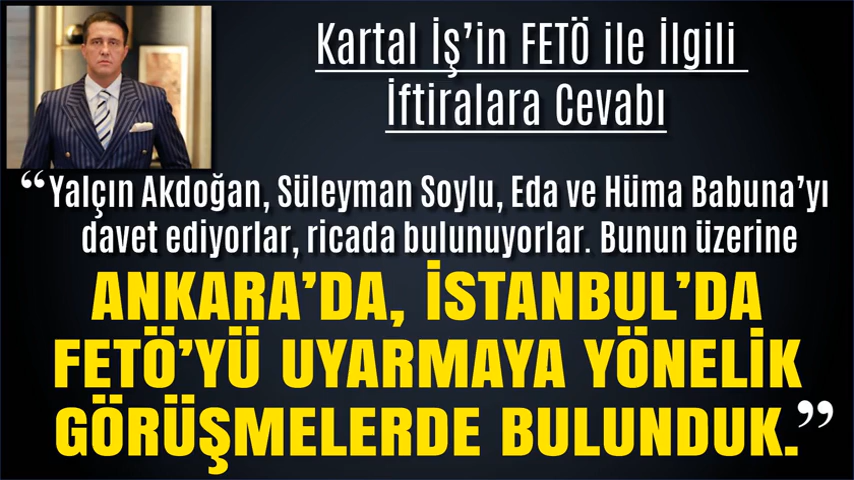 Kartal İş’in FETÖ ile İlgili
İftiralara Cevabı
“Yalçın Akdoğan, Süleyman Soylu, Eda ve Hüma Babuna’yı
davet ediyorlar, ricada bulunuyorlar. Bunun üzerine
ANKARA’DA, İSTANBUL’DA
FETÖ’YÜ UYARMAYA YÖNELİK
GÖRÜŞMELERDE BULUNDUK.”